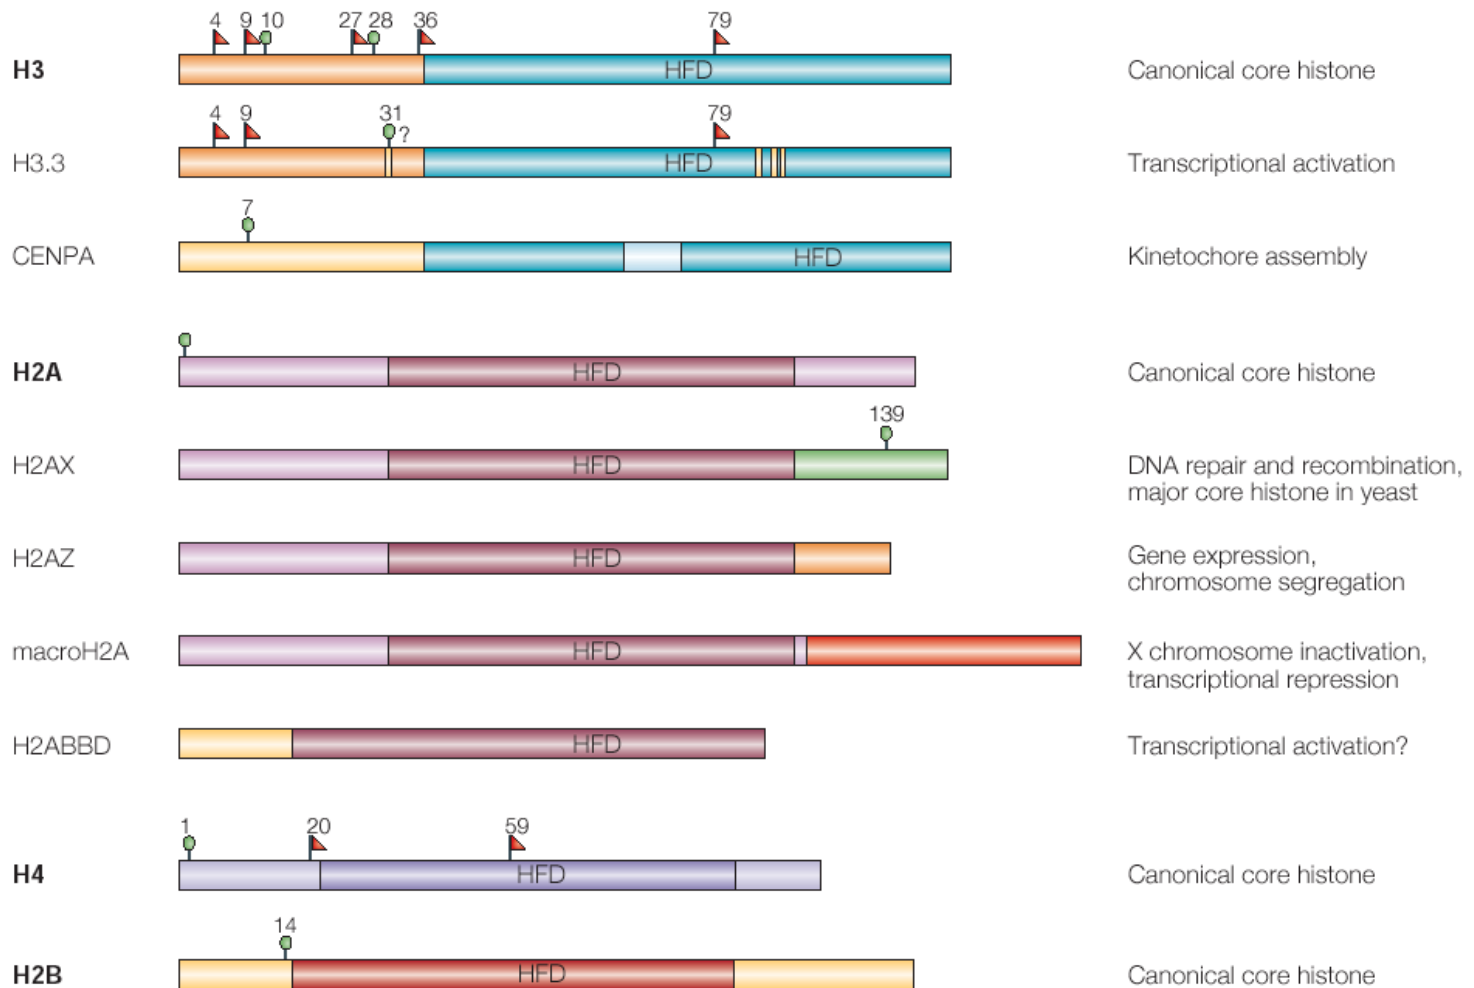 4 9 10 27 28 36 79
H3 HFD Canonical core histone
4 9 31 ? 79
H3.3 HFD Transcriptional activation
7
CENPA HFD Kinetochore assembly
H2A HFD Canonical core histone
139
H2AX HFD DNA repair and recombination,
major core histone in yeast
H2AZ HFD Gene expression,
chromosome segregation
macroH2A HFD X chromosome inactivation,
transcriptional repression
H2ABBD HFD Transcriptional activation?
1 20 59
H4 HFD Canonical core histone
14
H2B HFD Canonical core histone